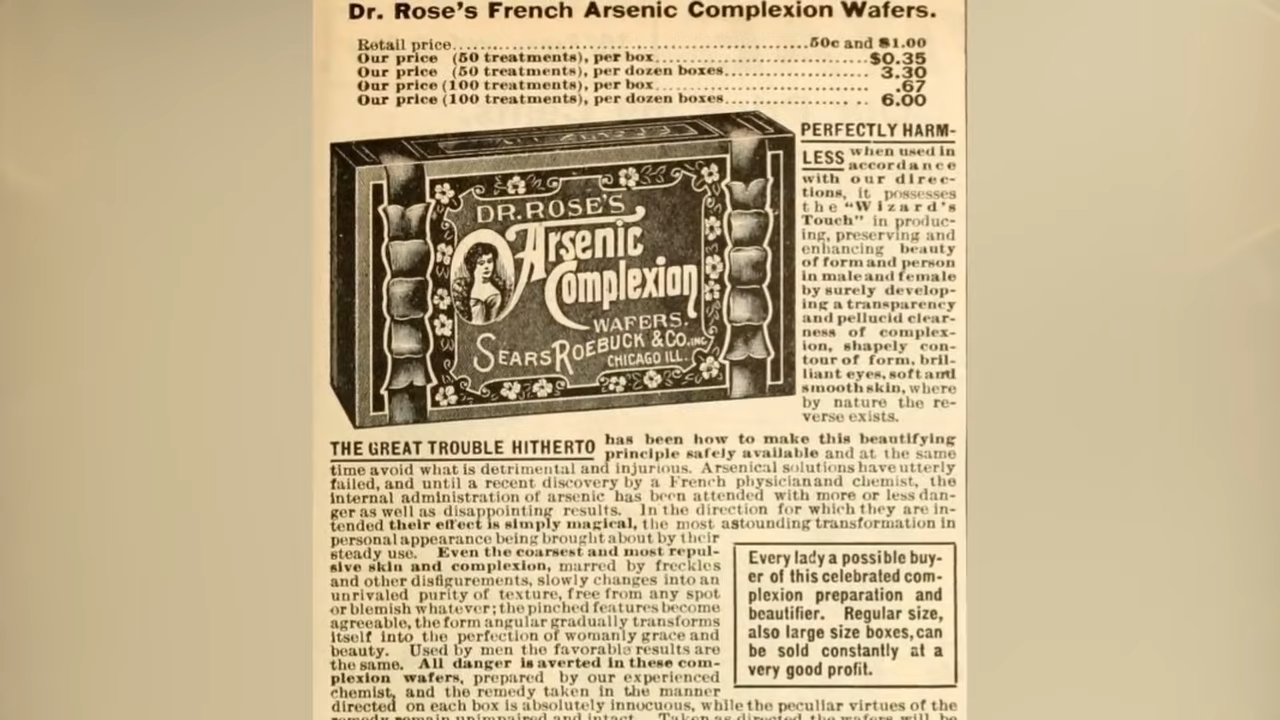 Dr. Rose's French Arsenic Complexion Wafers.
Retail price............................................50c and $1.00
Our price (50 treatments), per box..............................$0.35
Our price (50 treatments), per dozen boxes.................... 3.30
Our price (100 treatments), per box.............................. .67
Our price (100 treatments), per dozen boxes................... 6.00
DR. ROSE'S
Arsenic
Complexion
WAFERS.
SEARS ROEBUCK & CO. INC
CHICAGO ILL.
PERFECTLY HARM-
LESS when used in
accordance
with our direc-
tions, it possesses
the "Wizard's
Touch" in produc-
ing, preserving and
enhancing beauty
of form and person
in male and female
by surely develop-
ing a transparency
and pellucid clear-
ness of complex-
ion, shapely con-
tour of form, bril-
liant eyes, soft and
smooth skin, where
by nature the re-
verse exists.
THE GREAT TROUBLE HITHERTO has been how to make this beautifying
principle safely available and at the same
time avoid what is detrimental and injurious. Arsenical solutions have utterly
failed, and until a recent discovery by a French physician and chemist, the
internal administration of arsenic has been attended with more or less dan-
ger as well as disappointing results. In the direction for which they are in-
tended their effect is simply magical, the most astounding transformation in
personal appearance being brought about by their
steady use. Even the coarsest and most repul-
sive skin and complexion, marred by freckles
and other disfigurements, slowly changes into an
unrivaled purity of texture, free from any spot
or blemish whatever; the pinched features become
agreeable, the form angular gradually transforms
itself into the perfection of womanly grace and
beauty. Used by men the favorable results are
the same. All danger is averted in these com-
plexion wafers, prepared by our experienced
chemist, and the remedy taken in the manner
directed on each box is absolutely innocuous, while the peculiar virtues of the
remedy remain unimpaired and intact. Taken as directed the wafers will be
Every lady a possible buy-
er of this celebrated com-
plexion preparation and
beautifier. Regular size,
also large size boxes, can
be sold constantly at a
very good profit.